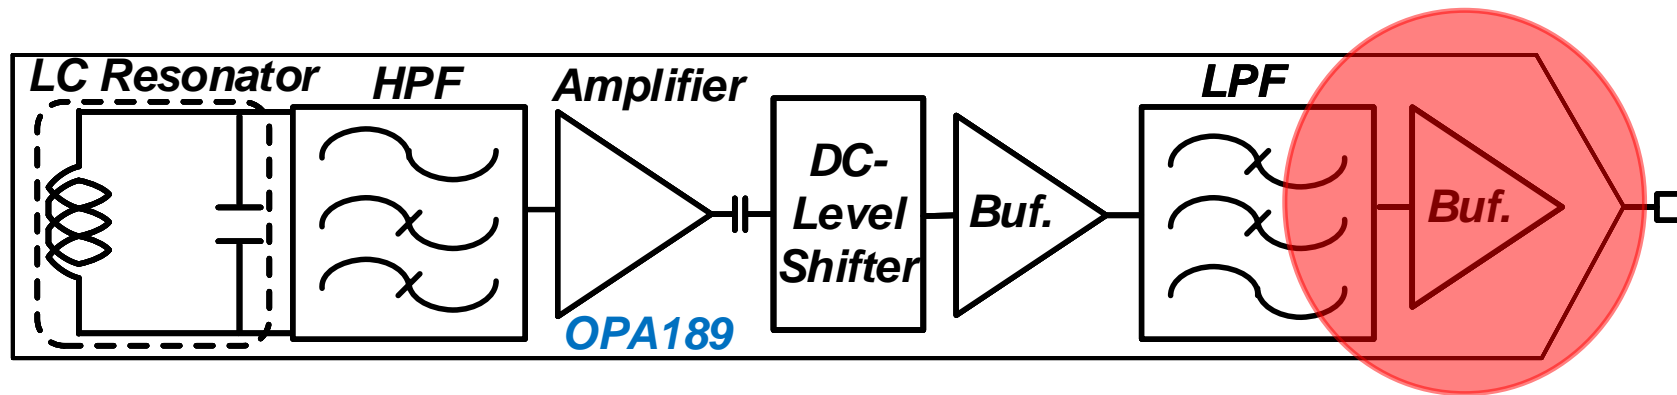 LC Resonator
HPF
Amplifier
OPA189
DC-
Level
Shifter
Buf.
LPF
Buf.